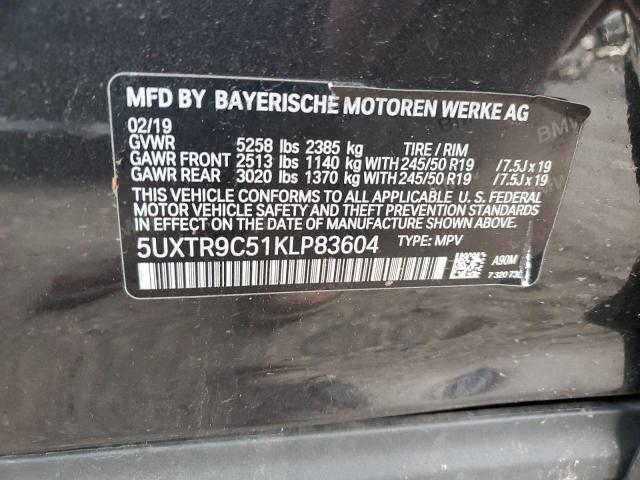 MFD BY BAYERISCHE MOTOREN WERKE AG
02/19
GVWR 5258 lbs 2385 kg TIRE / RIM
GAWR FRONT 2513 lbs 1140 kg WITH 245/50 R19 / 7.5J x 19
GAWR REAR 3020 lbs 1370 kg WITH 245/50 R19 / 7.5J x 19
THIS VEHICLE CONFORMS TO ALL APPLICABLE U. S. FEDERAL
MOTOR VEHICLE SAFETY AND THEFT PREVENTION STANDARDS
IN EFFECT ON THE DATE OF MANUFACTURE SHOWN ABOVE.
5UXTR9C51KLP83604 TYPE: MPV
A90M
7 320 73